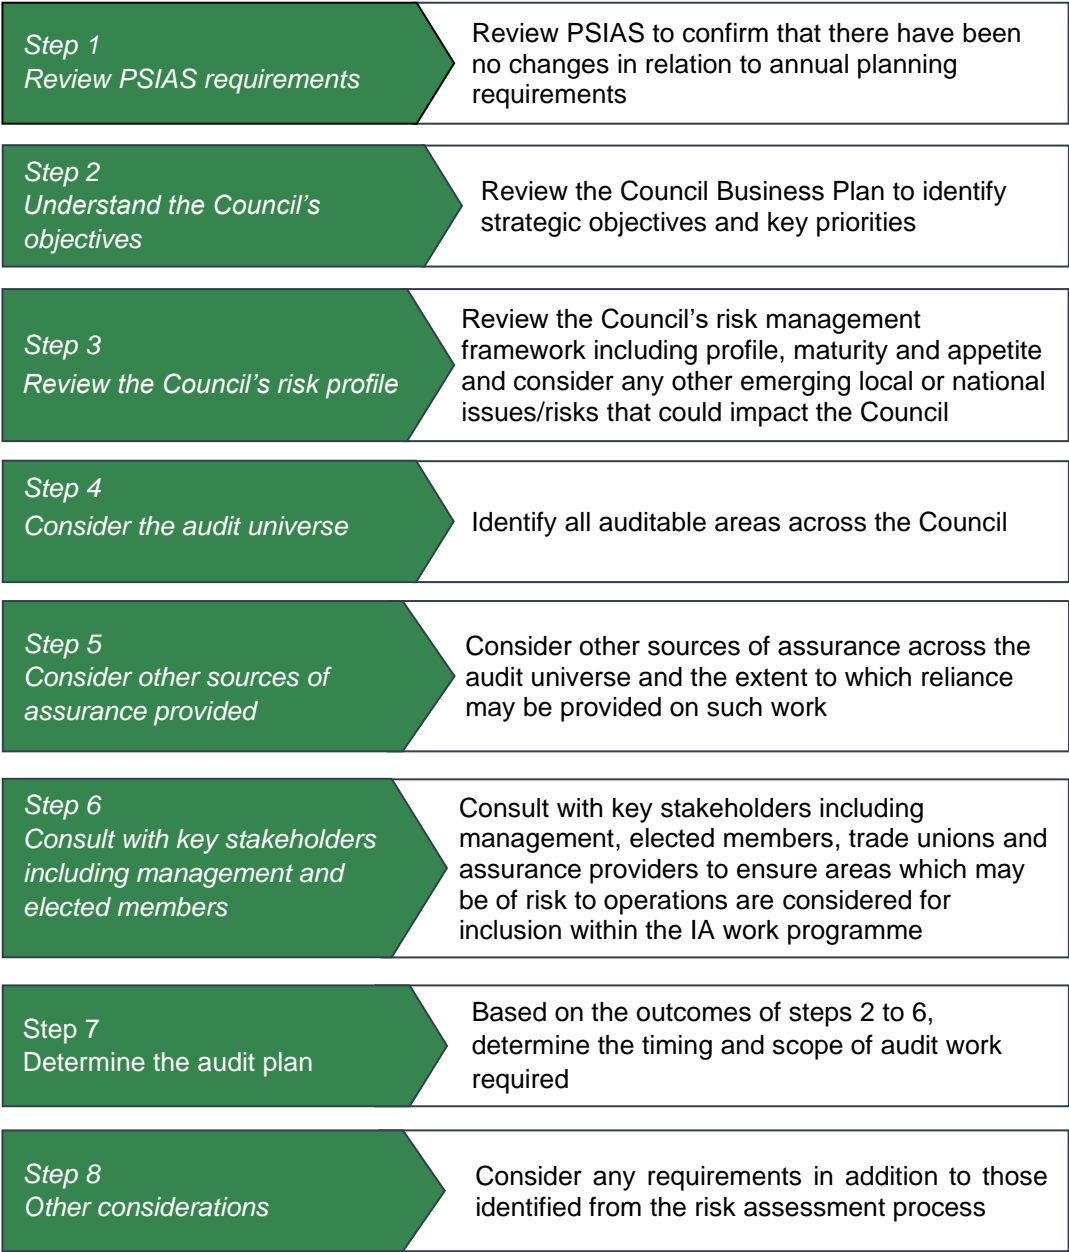 Step 1
Review PSIAS requirements
Review PSIAS to confirm that there have been
no changes in relation to annual planning
requirements
Step 2
Understand the Council’s
objectives
Review the Council Business Plan to identify
strategic objectives and key priorities
Step 3
Review the Council’s risk profile
Review the Council’s risk management
framework including profile, maturity and appetite
and consider any other emerging local or national
issues/risks that could impact the Council
Step 4
Consider the audit universe
Identify all auditable areas across the Council
Step 5
Consider other sources of
assurance provided
Consider other sources of assurance across the
audit universe and the extent to which reliance
may be provided on such work
Step 6
Consult with key stakeholders
including management and
elected members
Consult with key stakeholders including
management, elected members, trade unions and
assurance providers to ensure areas which may
be of risk to operations are considered for
inclusion within the IA work programme
Step 7
Determine the audit plan
Based on the outcomes of steps 2 to 6,
determine the timing and scope of audit work
required
Step 8
Other considerations
Consider any requirements in addition to those
identified from the risk assessment process